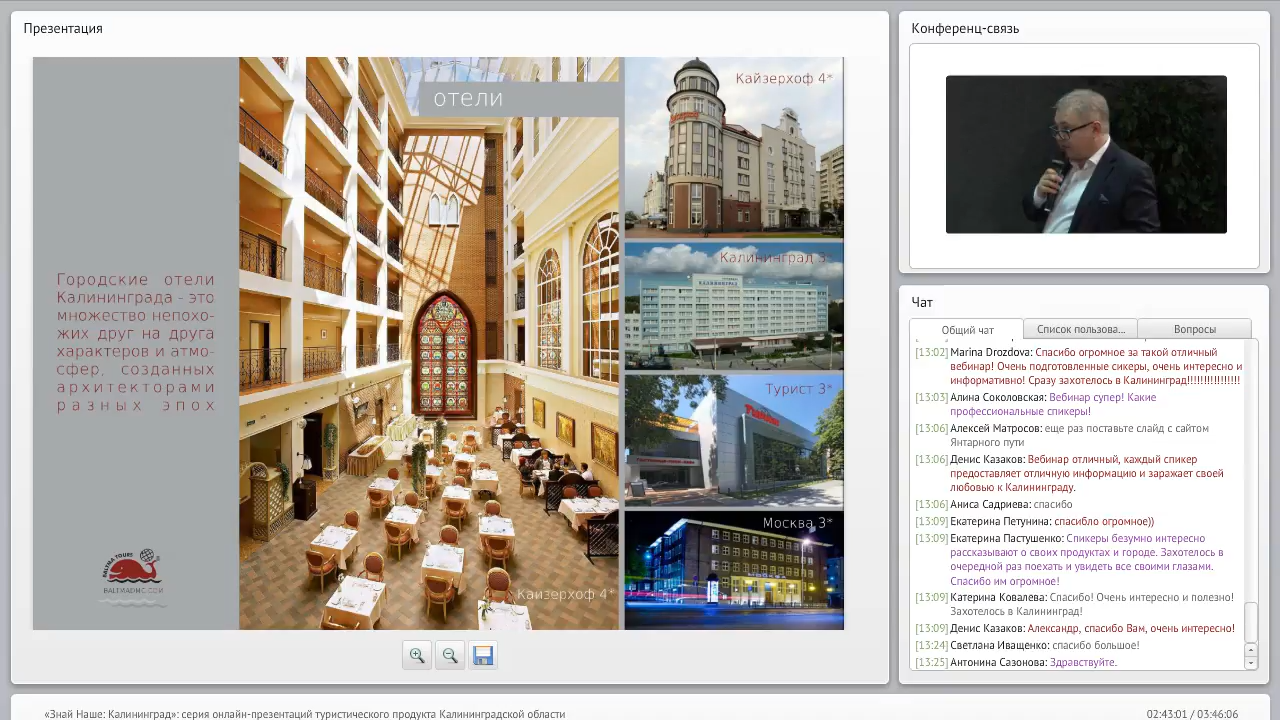 Презентация
отели
Городские отели
Калининграда - это
множество непохо-
жих друг на друга
характеров и атмо-
сфер, созданных
архитекторами
разных эпох
BALTMA TOURS
BALTMADMC.COM
Кайзерхоф 4*
Кайзерхоф 4*
Калининград 3*
КАЛИНИНГРАД
Турист 3*
Москва 3*
Конференц-связь
Чат
Общий чат
Список пользова...
Вопросы
[13:02] Marina Drozdova: Спасибо огромное за такой отличный
вебинар! Очень подготовленные сикеры, очень интересно и
информативно! Сразу захотелось в Калининград!!!!!!!!!!!!!!!!
[13:03] Алина Соколовская: Вебинар супер! Какие
профессиональные спикеры!
[13:06] Алексей Матросов: еще раз поставьте слайд с сайтом
Янтарного пути
[13:06] Денис Казаков: Вебинар отличный, каждый спикер
предоставляет отличную информацию и заражает своей
любовью к Калининграду.
[13:06] Аниса Садриева: спасибо
[13:09] Екатерина Петунина: спасибло огромное))
[13:09] Екатерина Пастушенко: Спикеры безумно интересно
рассказывают о своих продуктах и городе. Захотелось в
очередной раз поехать и увидеть все своими глазами.
Спасибо им огромное!
[13:09] Катерина Ковалева: Спасибо! Очень интересно и полезно!
Захотелось в Калининград!
[13:09] Денис Казаков: Александр, спасибо Вам, очень интересно!
[13:24] Светлана Иващенко: спасибо большое!
[13:25] Антонина Сазонова: Здравствуйте.
«Знай Наше: Калининград»: серия онлайн-презентаций туристического продукта Калининградской области
02:43:01 / 03:46:06